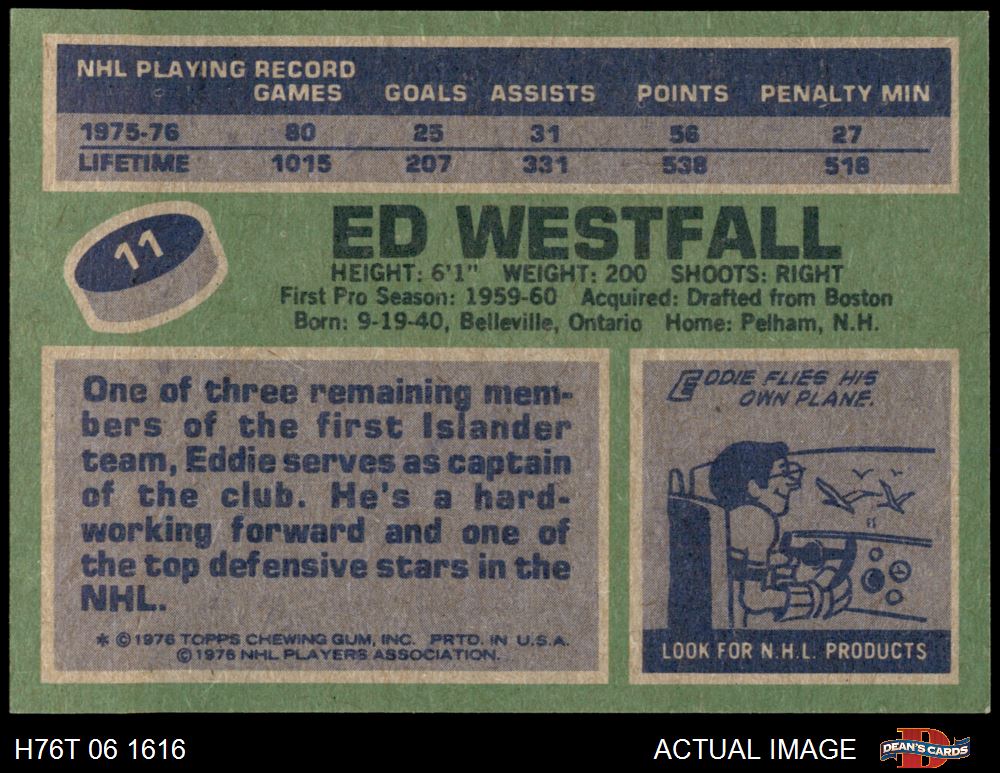 NHL PLAYING RECORD
GAMES GOALS ASSISTS POINTS PENALTY MIN
1975-76 80 25 31 56 27
LIFETIME 1015 207 331 538 518
11
ED WESTFALL
HEIGHT: 6'1" WEIGHT: 200 SHOOTS: RIGHT
First Pro Season: 1959-60 Acquired: Drafted from Boston
Born: 9-19-40, Belleville, Ontario Home: Pelham, N.H.
One of three remaining mem-
bers of the first Islander
team, Eddie serves as captain
of the club. He's a hard-
working forward and one of
the top defensive stars in the
NHL.
* © 1976 TOPPS CHEWING GUM, INC. PRTD. IN U.S.A.
© 1976 NHL PLAYERS ASSOCIATION.
EDDIE FLIES HIS
OWN PLANE.
LOOK FOR N.H.L. PRODUCTS
H76T 06 1616 ACTUAL IMAGE D DEAN'S CARDS